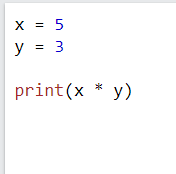 x = 5
y = 3
print(x * y)